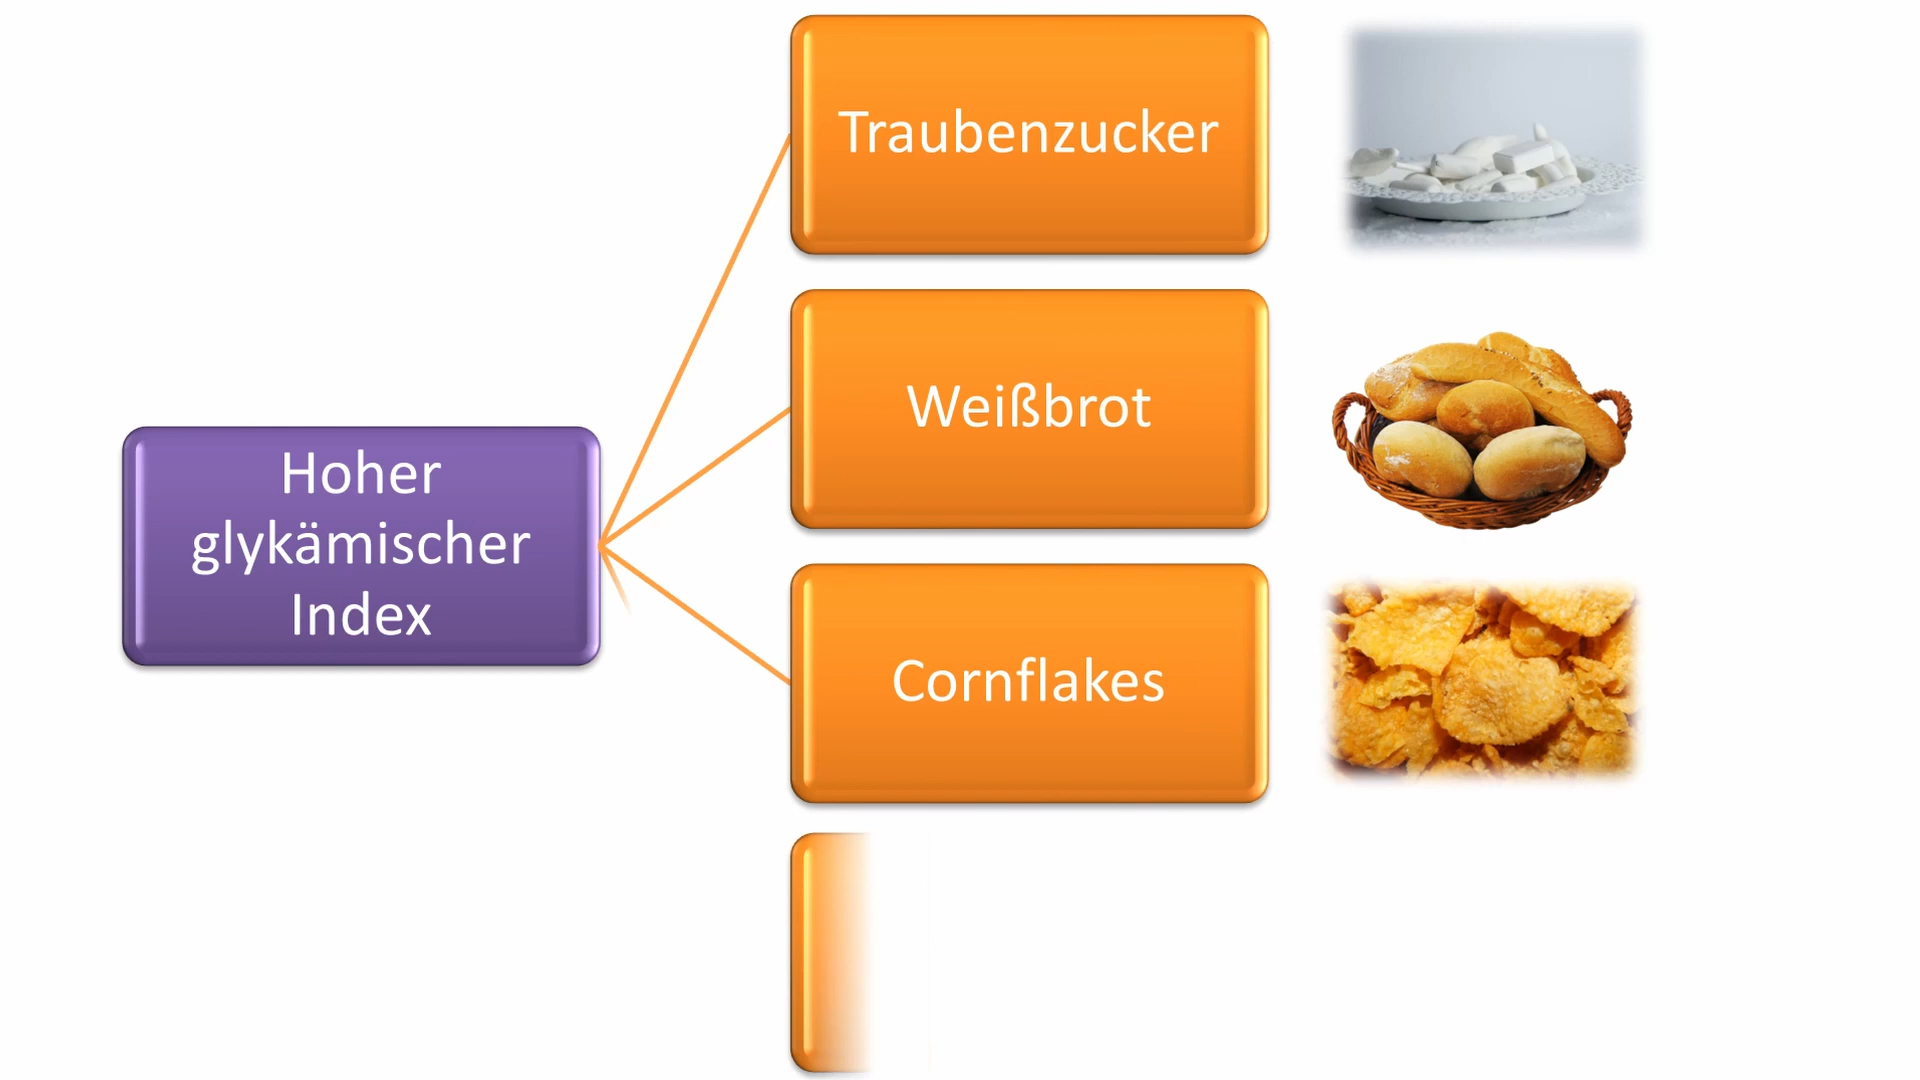 Traubenzucker
Weißbrot
Hoher
glykämischer
Index
Cornflakes